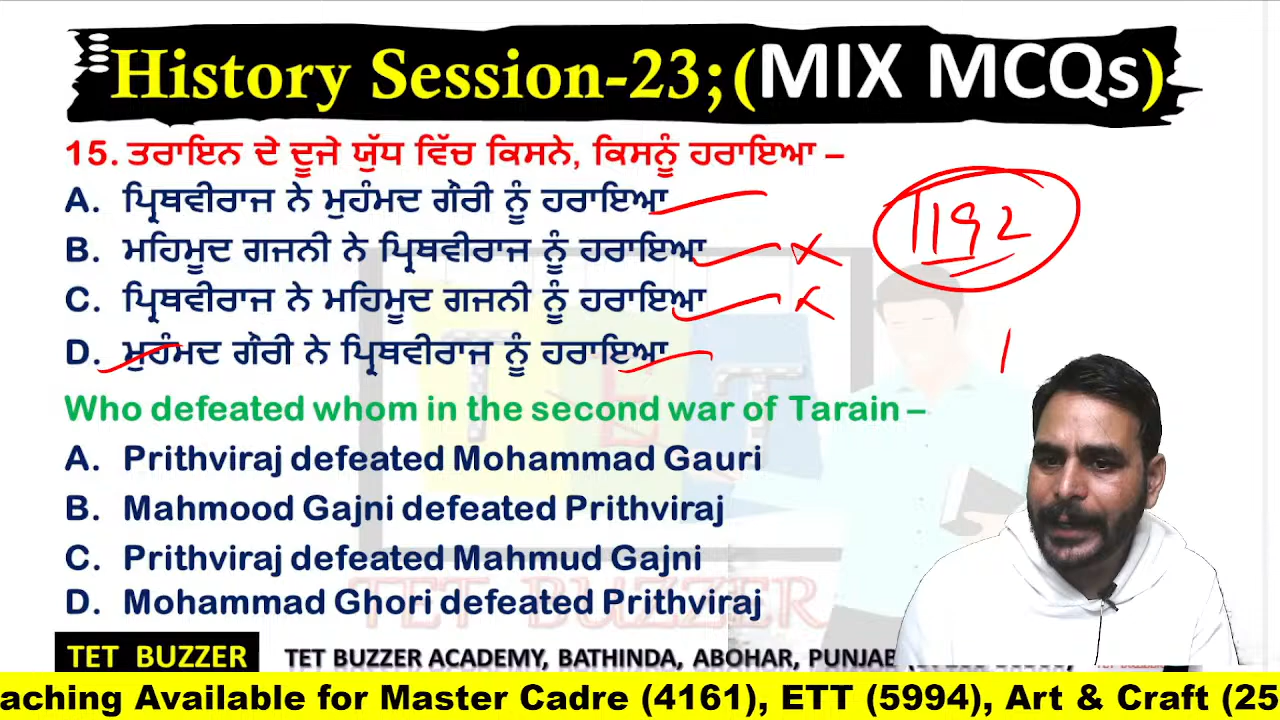 History Session-23;(MIX MCQs)
15. ਤਰਾਇਨ ਦੇ ਦੂਜੇ ਯੁੱਧ ਵਿੱਚ ਕਿਸਨੇ, ਕਿਸਨੂੰ ਹਰਾਇਆ –
A. ਪ੍ਰਿਥਵੀਰਾਜ ਨੇ ਮੁਹੰਮਦ ਗੌਰੀ ਨੂੰ ਹਰਾਇਆ
1192
B. ਮਹਿਮੂਦ ਗਜਨੀ ਨੇ ਪ੍ਰਿਥਵੀਰਾਜ ਨੂੰ ਹਰਾਇਆ
C. ਪ੍ਰਿਥਵੀਰਾਜ ਨੇ ਮਹਿਮੂਦ ਗਜਨੀ ਨੂੰ ਹਰਾਇਆ
D. ਮੁਹੰਮਦ ਗੌਰੀ ਨੇ ਪ੍ਰਿਥਵੀਰਾਜ ਨੂੰ ਹਰਾਇਆ
Who defeated whom in the second war of Tarain –
A. Prithviraj defeated Mohammad Gauri
B. Mahmood Gajni defeated Prithviraj
C. Prithviraj defeated Mahmud Gajni
D. Mohammad Ghori defeated Prithviraj
TET BUZZER
TET BUZZER TET BUZZER ACADEMY, BATHINDA, ABOHAR, PUNJAB
aching Available for Master Cadre (4161), ETT (5994), Art & Craft (25